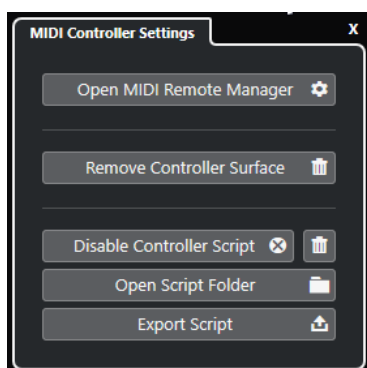 MIDI Controller Settings
x
Open MIDI Remote Manager
Remove Controller Surface
Disable Controller Script
Open Script Folder
Export Script